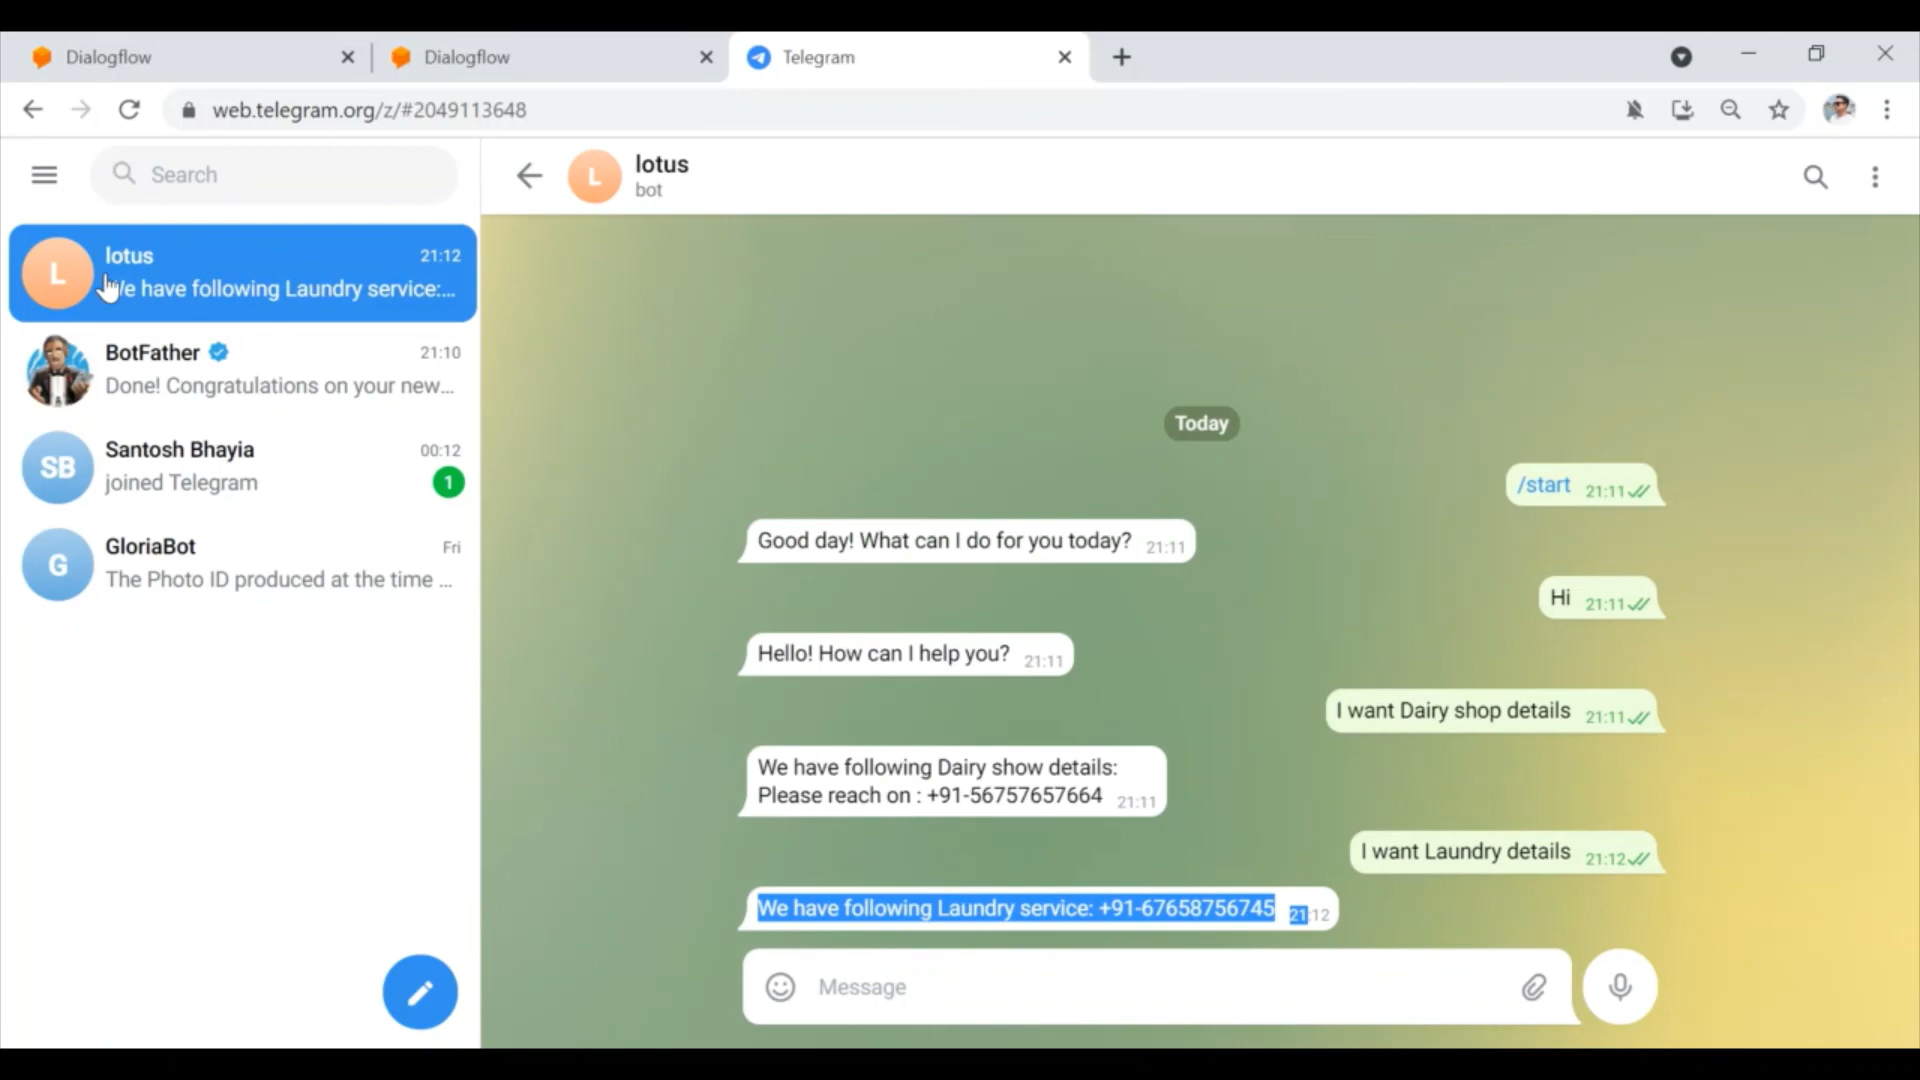 Dialogflow
Dialogflow
Telegram
web.telegram.org/z/#2049113648
Search
L
lotus
bot
L
lotus
21:12
We have following Laundry service:...
BotFather
21:10
Done! Congratulations on your new...
SB
Santosh Bhayia
00:12
joined Telegram
1
G
GloriaBot
Fri
The Photo ID produced at the time ...
Today
/start 21:11
Good day! What can I do for you today? 21:11
Hi 21:11
Hello! How can I help you? 21:11
I want Dairy shop details 21:11
We have following Dairy show details:
Please reach on : +91-56757657664 21:11
I want Laundry details 21:12
We have following Laundry service: +91-67658756745 21:12
Message